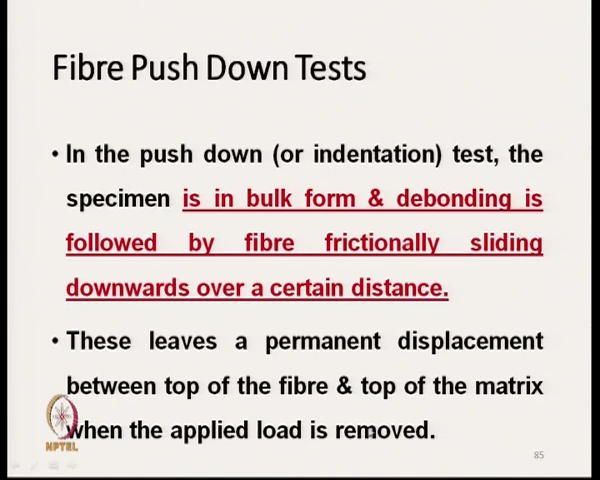 Fibre Push Down Tests
• In the push down (or indentation) test, the
specimen is in bulk form & debonding is
followed by fibre frictionally sliding
downwards over a certain distance.
• These leaves a permanent displacement
between top of the fibre & top of the matrix
when the applied load is removed.
NPTEL
85